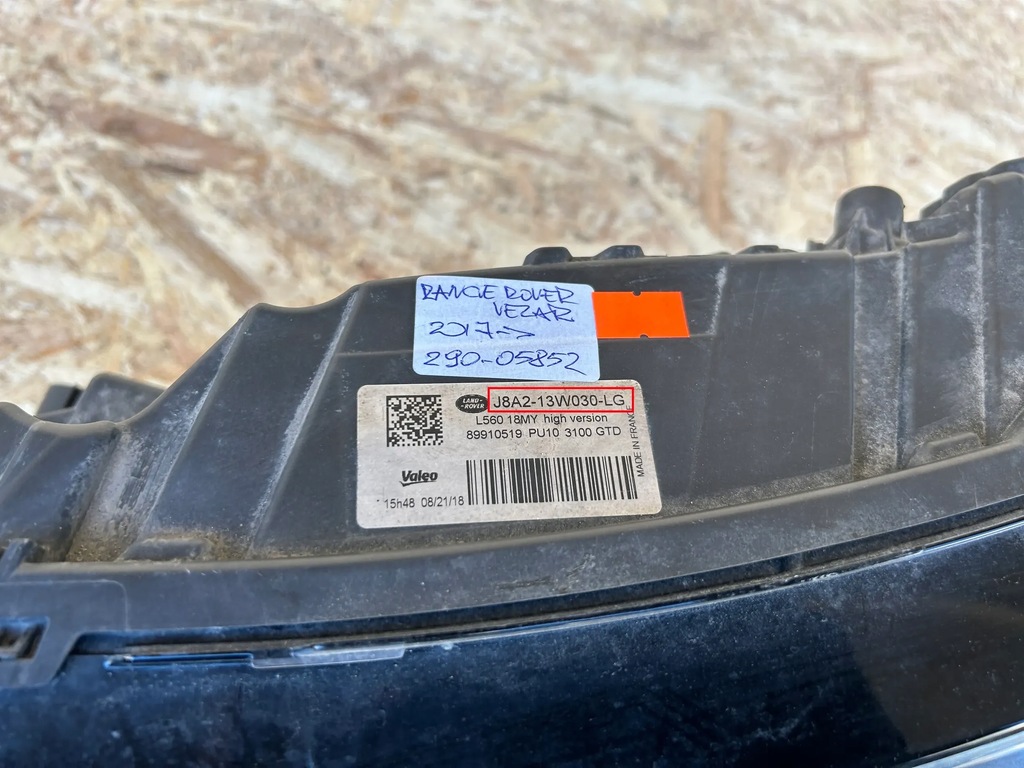 RANGE ROVER
VEZAR
2017->
290-05852
LAND-
-ROVER
J8A2-13W030-LG
L560 18MY high version
89910519 PU10 3100 GTD
MADE IN FRANCE
Valeo
15h48 08/21/18